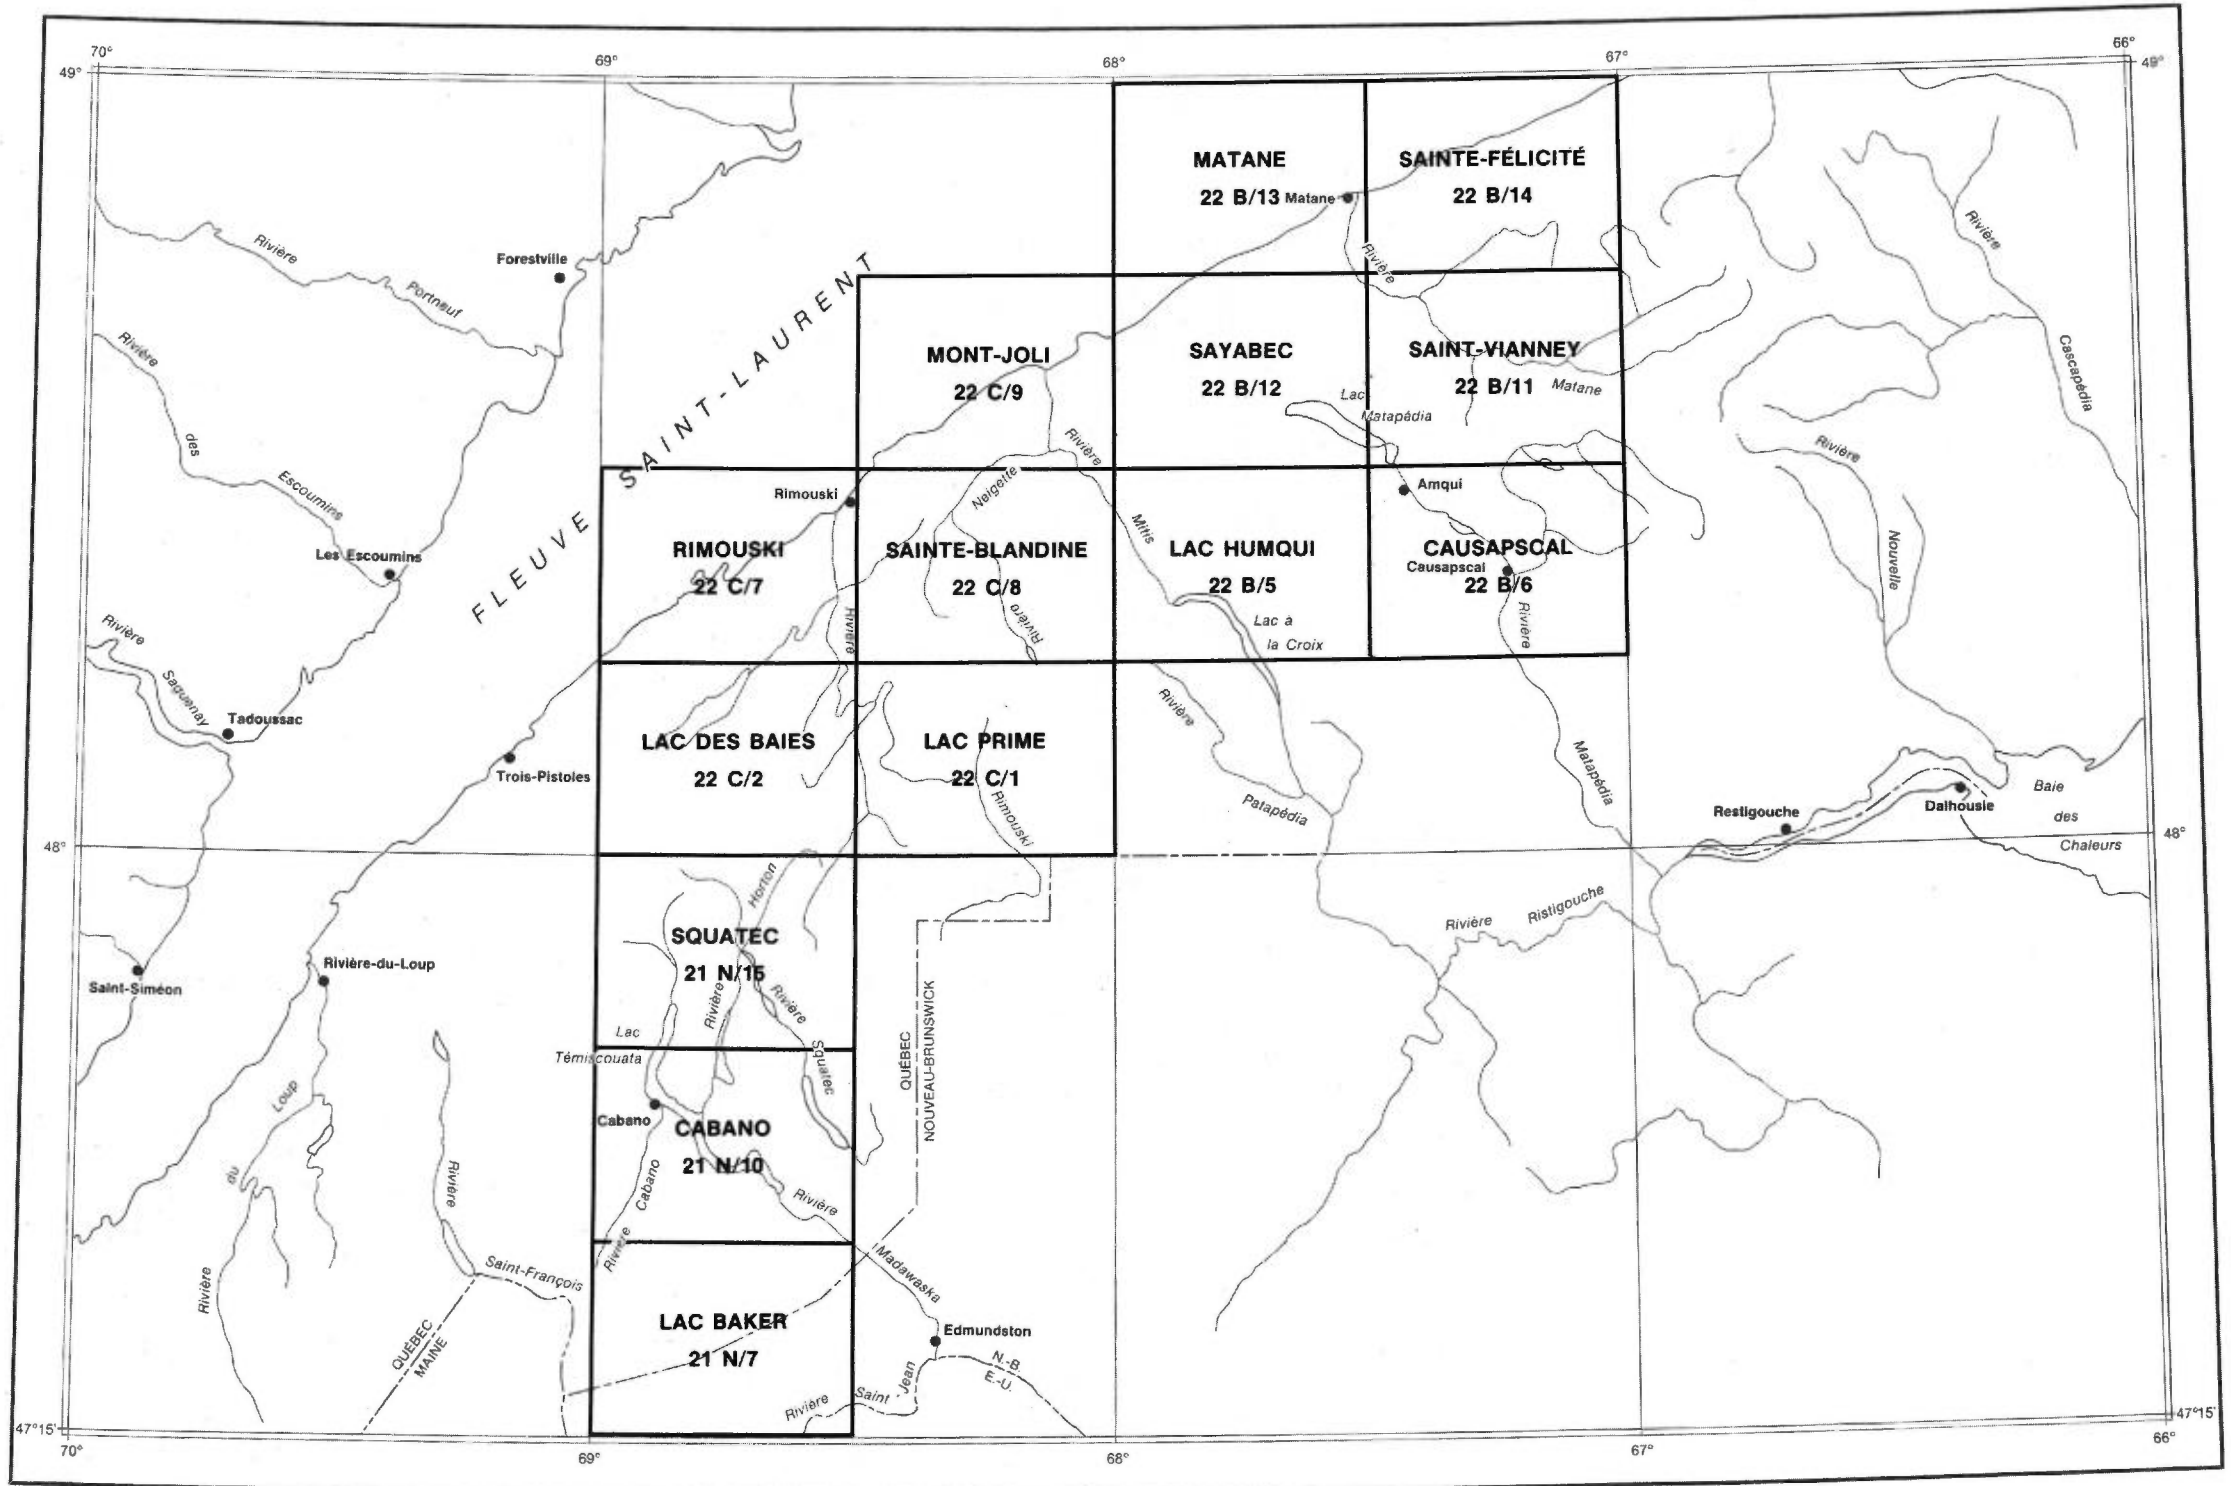 70°
69°
68°
67°
66°
49°
49°
MATANE
22 B/13
Matane
SAINTE-FÉLICITÉ
22 B/14
Rivière
Rivière
Portneuf
Forestville
Rivière
Cascapédia
FLEUVE SAINT-LAURENT
MONT-JOLI
22 C/9
SAYABEC
22 B/12
Lac
Matapédia
SAINT-VIANNEY
22 B/11
Matane
Rivière
des
Escoumins
Les Escoumins
Rivière
Mitis
Neigette
Rivière
Rimouski
RIMOUSKI
22 C/7
Rivière
SAINTE-BLANDINE
22 C/8
LAC HUMQUI
22 B/5
Lac à
la Croix
Amqui
CAUSAPSCAL
Causapscal
22 B/6
Rivière
Matapédia
Rivière
Nouvelle
Rivière
Saguenay
Tadoussac
Trois-Pistoles
LAC DES BAIES
22 C/2
LAC PRIME
22 C/1
Rimouski
Rivière
Patapédia
Restigouche
Dalhousie
Baie
des
Chaleurs
48°
48°
Horton
Rivière
SQUATEC
21 N/15
Rivière
Squatec
Rivière
Ristigouche
Saint-Siméon
Rivière-du-Loup
Lac
Témiscouata
QUÉBEC
NOUVEAU-BRUNSWICK
Cabano
CABANO
21 N/10
Rivière
Cabano
Rivière
Madawaska
Rivière
du
Loup
Rivière
Saint-François
QUÉBEC
MAINE
LAC BAKER
21 N/7
Edmundston
N.-B.
E.-U.
Rivière Saint-Jean
47°15'
47°15'
70°
69°
68°
67°
66°